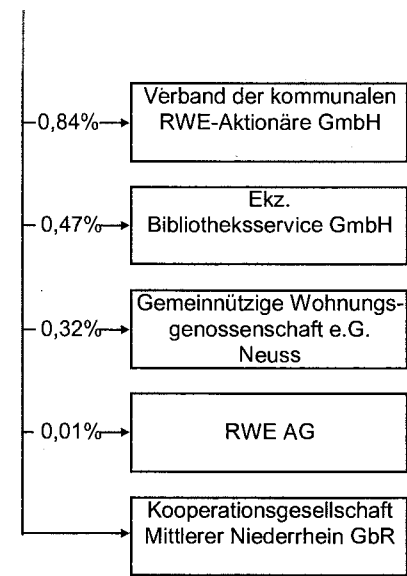 Verband der kommunalen
0,84% RWE-Aktionäre GmbH
Ekz.
0,47% Bibliotheksservice GmbH
Gemeinnützige Wohnungs-
0,32% genossenschaft e.G.
Neuss
0,01% RWE AG
Kooperationsgesellschaft
Mittlerer Niederrhein GbR